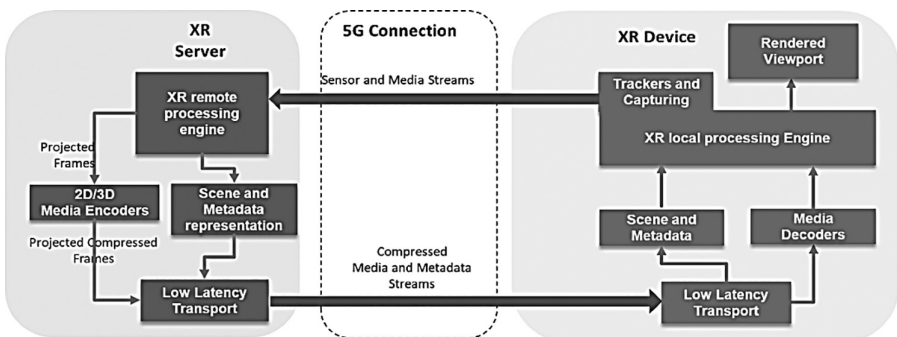 XR
Server
XR remote
processing
engine
Projected
Frames
2D/3D
Media Encoders
Scene and
Metadata
representation
Projected Compressed
Frames
Low Latency
Transport
5G Connection
Sensor and Media Streams
Compressed
Media and Metadata
Streams
XR Device
Rendered
Viewport
Trackers and
Capturing
XR local processing Engine
Scene and
Metadata
Media
Decoders
Low Latency
Transport